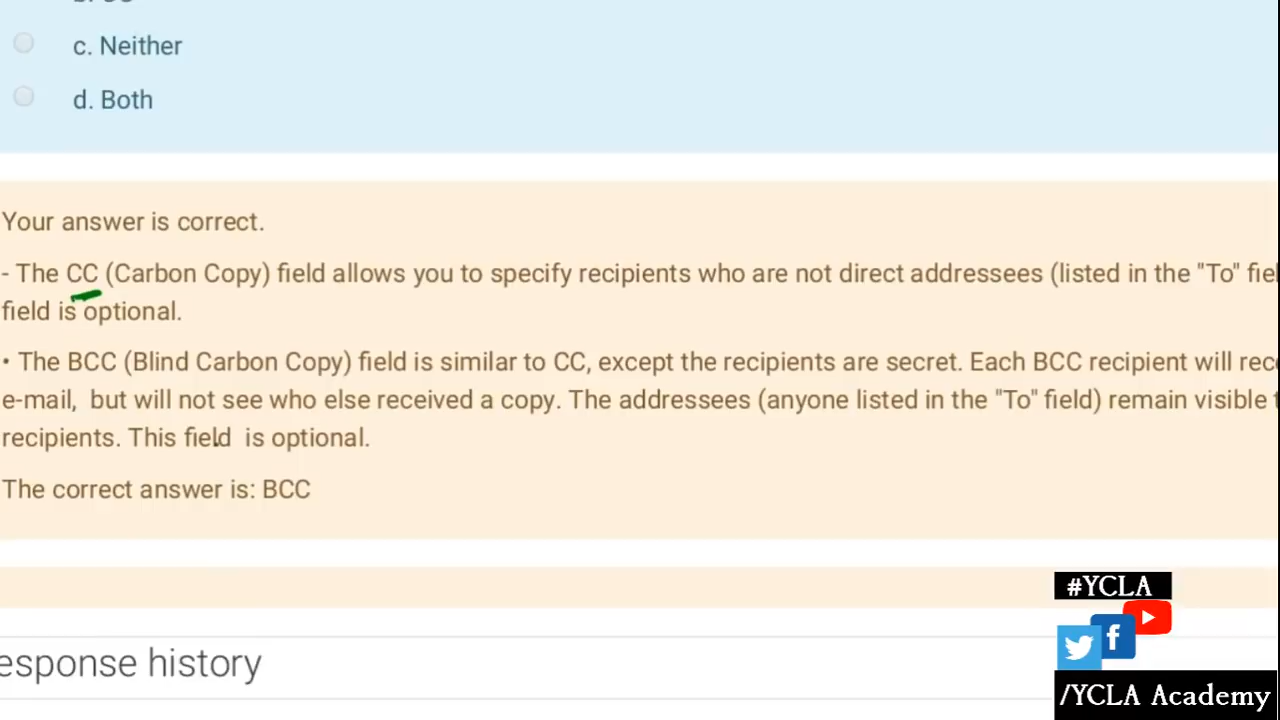 c. Neither
d. Both
Your answer is correct.
- The CC (Carbon Copy) field allows you to specify recipients who are not direct addressees (listed in the "To"
field is optional.
• The BCC (Blind Carbon Copy) field is similar to CC, except the recipients are secret. Each BCC recipient will
e-mail, but will not see who else received a copy. The addressees (anyone listed in the "To" field) remain visible
recipients. This field is optional.
The correct answer is: BCC
#YCLA
esponse history
f
/YCLA Academy